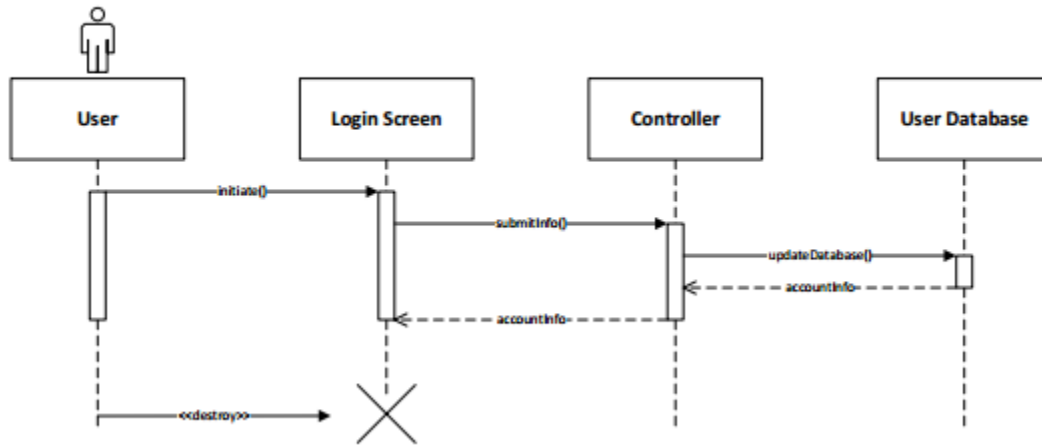 User
Login Screen
Controller
User Database
initiate()
submitInfo()
updateDatabase()
accountInfo
accountInfo
<<destroy>>